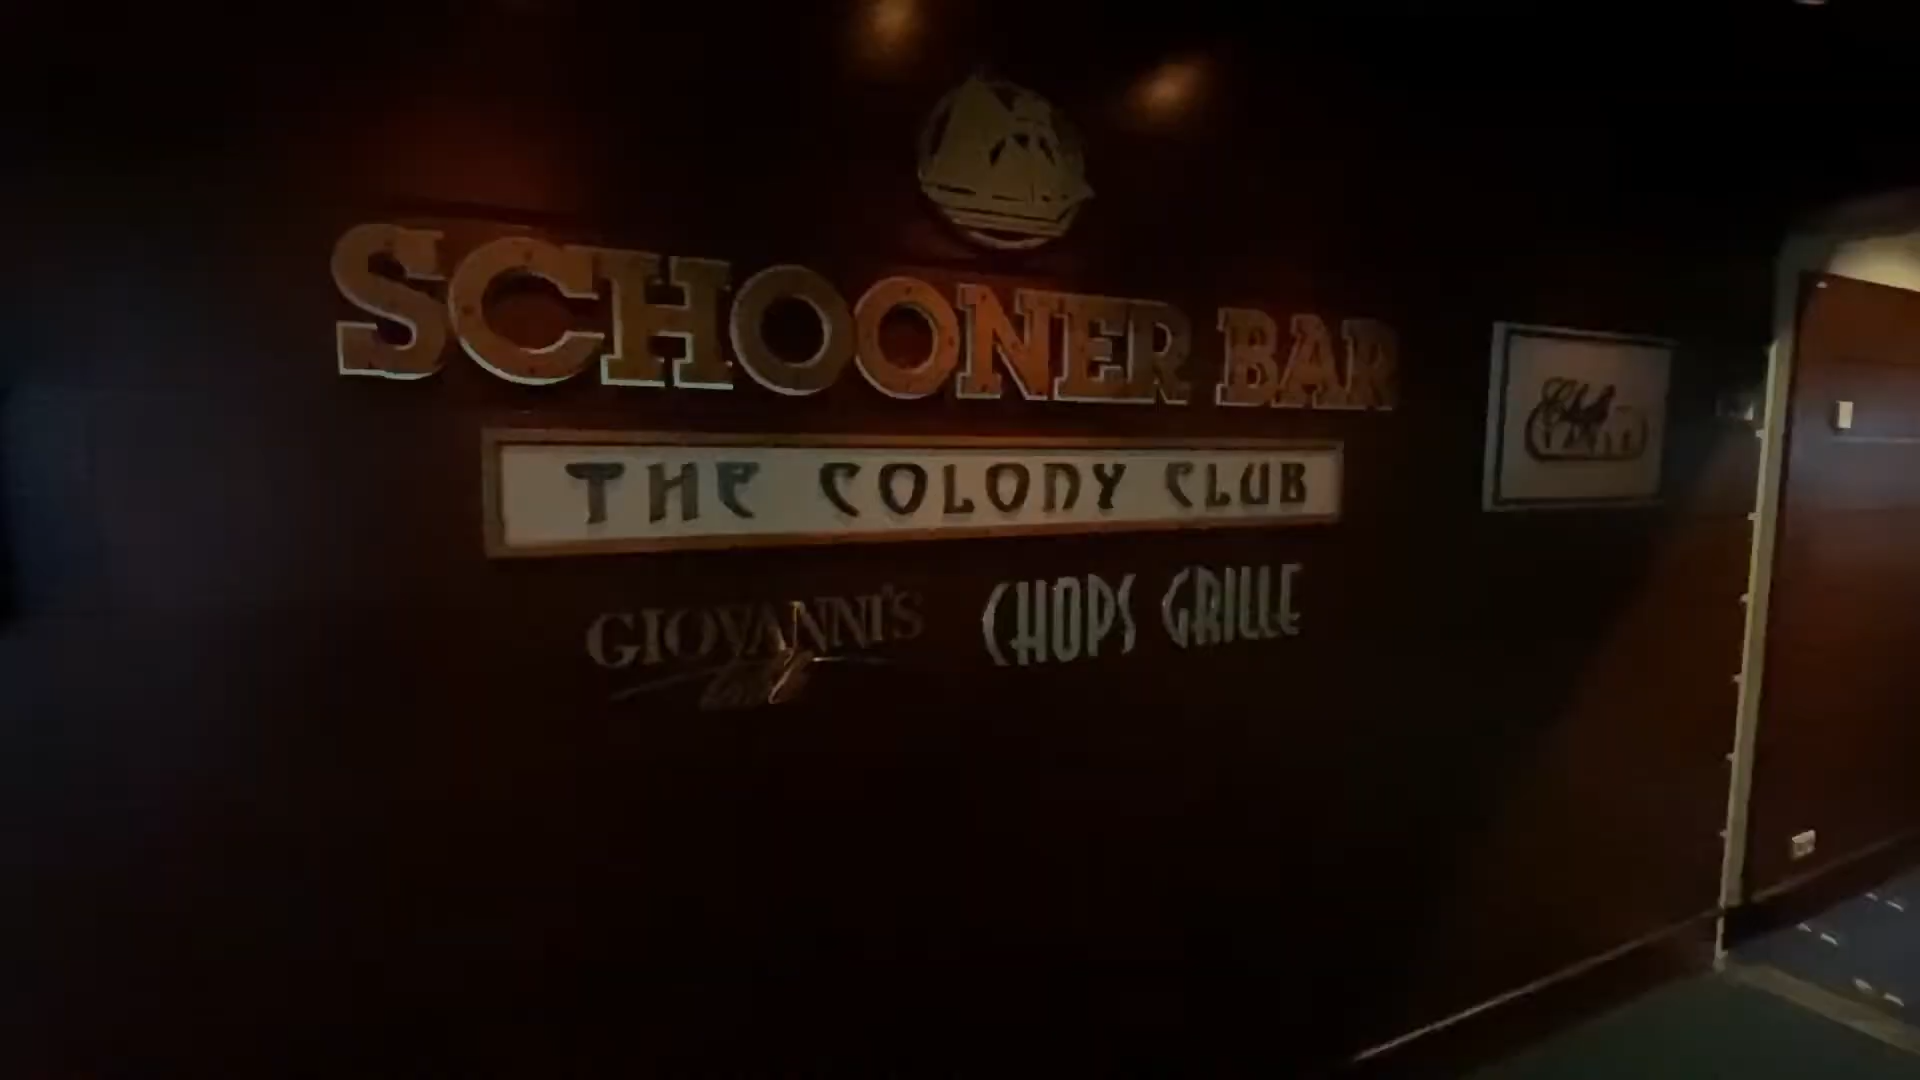 SCHOONER BAR
THE COLONY CLUB
GIOVANNI'S
CHOPS GRILLE